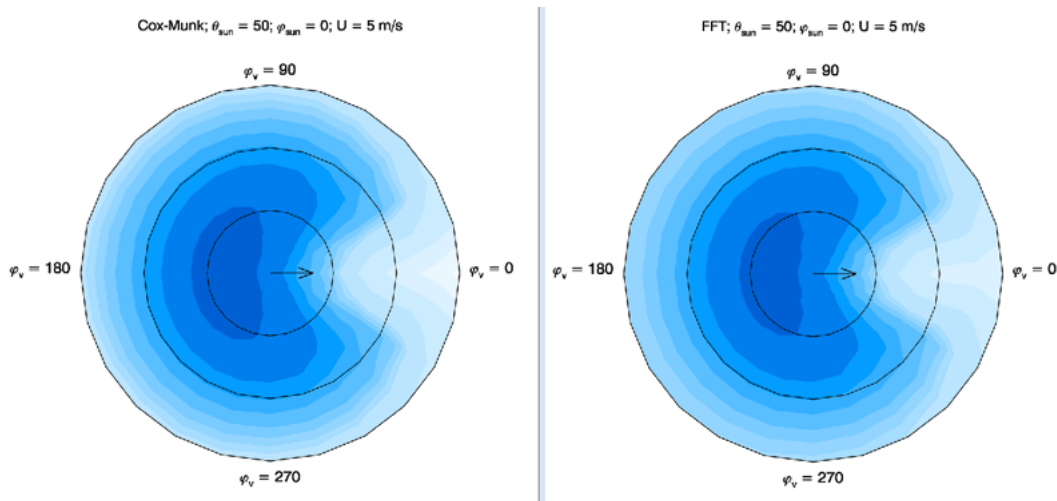 Cox-Munk; θsun = 50; φsun = 0; U = 5 m/s
φv = 90
φv = 180
φv = 0
φv = 270
FFT; θsun = 50; φsun = 0; U = 5 m/s
φv = 90
φv = 180
φv = 0
φv = 270